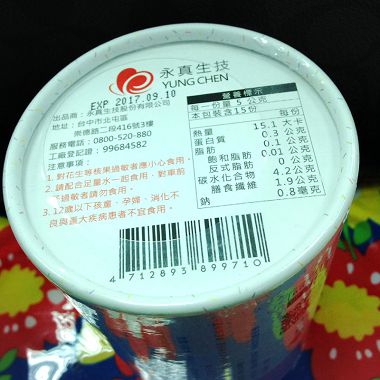 永真生技
YUNG CHEN
EXP 2017.09.10
出品商：永真生技股份有限公司
地址：台中市北屯區
崇德路二段416號3樓
服務電話：0800-520-880
工廠登記證：99684582
注意事項：
1. 對花生等核果過敏者應小心食用。
2. 請配合足量水一起食用，對車前
子過敏者請勿食用。
3. 12歲以下孩童、孕婦、消化不
良與重大疾病患者不宜食用。
營養標示
每一份量 5 公克
本包裝含15份
每份
熱量 15.1 大卡
蛋白質 0.3 公克
脂肪 0.1 公克
飽和脂肪 0.01 公克
反式脂肪 0 公克
碳水化合物 4.2 公克
膳食纖維 1.9 公克
鈉 0.8 毫克
4 712893 899710